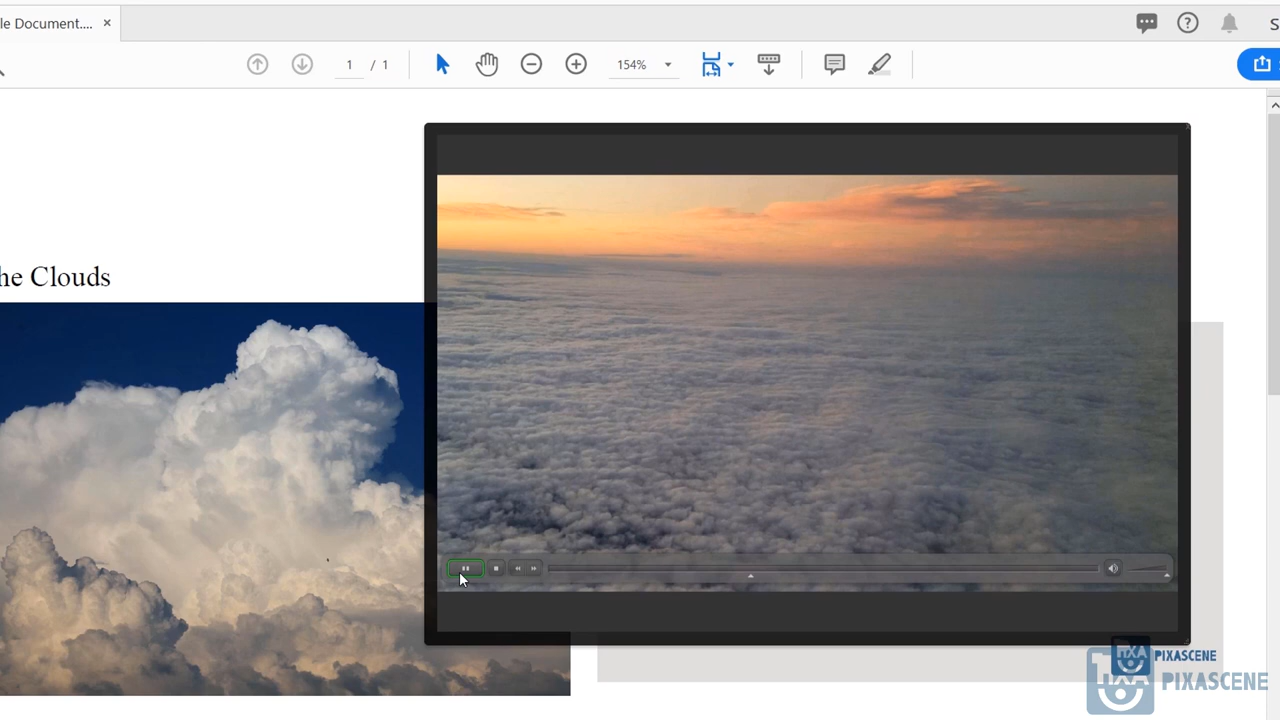 le Document....
S
1 / 1
154%
he Clouds
PIXASCENE
PIXASCENE